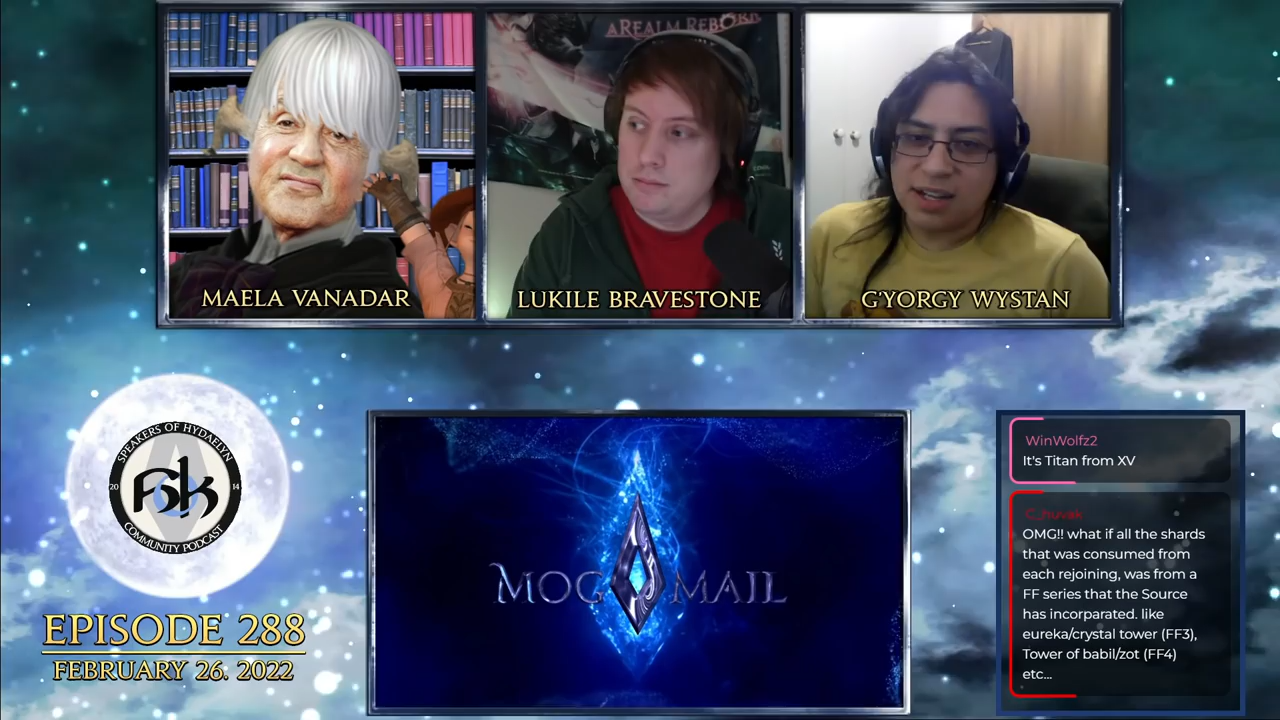 A REALM REBORN
MAELA VANADAR
LUKILE BRAVESTONE
G'YORGY WYSTAN
SPEAKERS OF HYDAELYN
20 14
COMMUNITY PODCAST
EPISODE 288
FEBRUARY 26. 2022
MOG MAIL
WinWolfz2
It's Titan from XV
C_huvak
OMG!! what if all the shards
that was consumed from
each rejoining, was from a
FF series that the Source
has incorparated. like
eureka/crystal tower (FF3),
Tower of babil/zot (FF4)
etc...